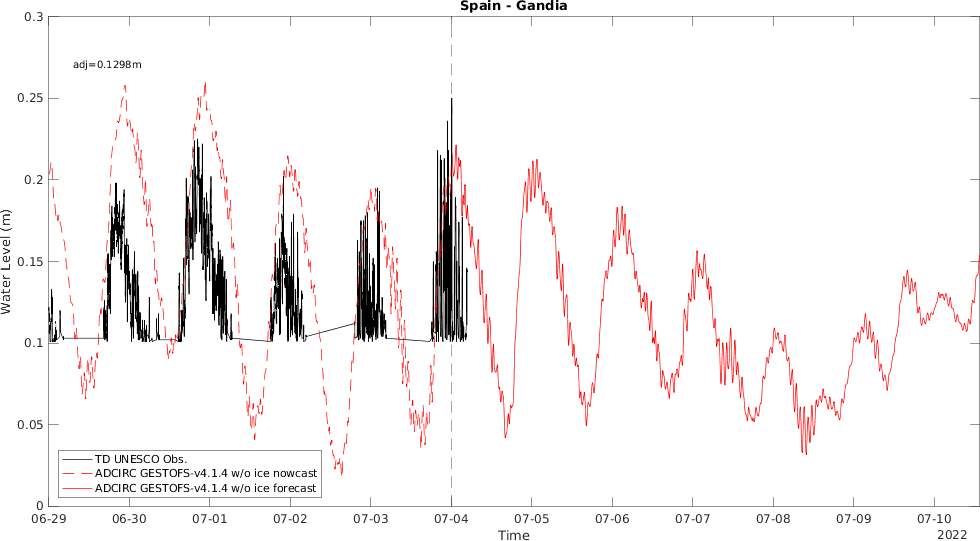 Spain - Gandia
adj=0.1298m
Water Level (m)
0.3
0.25
0.2
0.15
0.1
0.05
0
TD UNESCO Obs.
ADCIRC GESTOFS-v4.1.4 w/o ice nowcast
ADCIRC GESTOFS-v4.1.4 w/o ice forecast
06-29 06-30 07-01 07-02 07-03 07-04 07-05 07-06 07-07 07-08 07-09 07-10
Time
2022